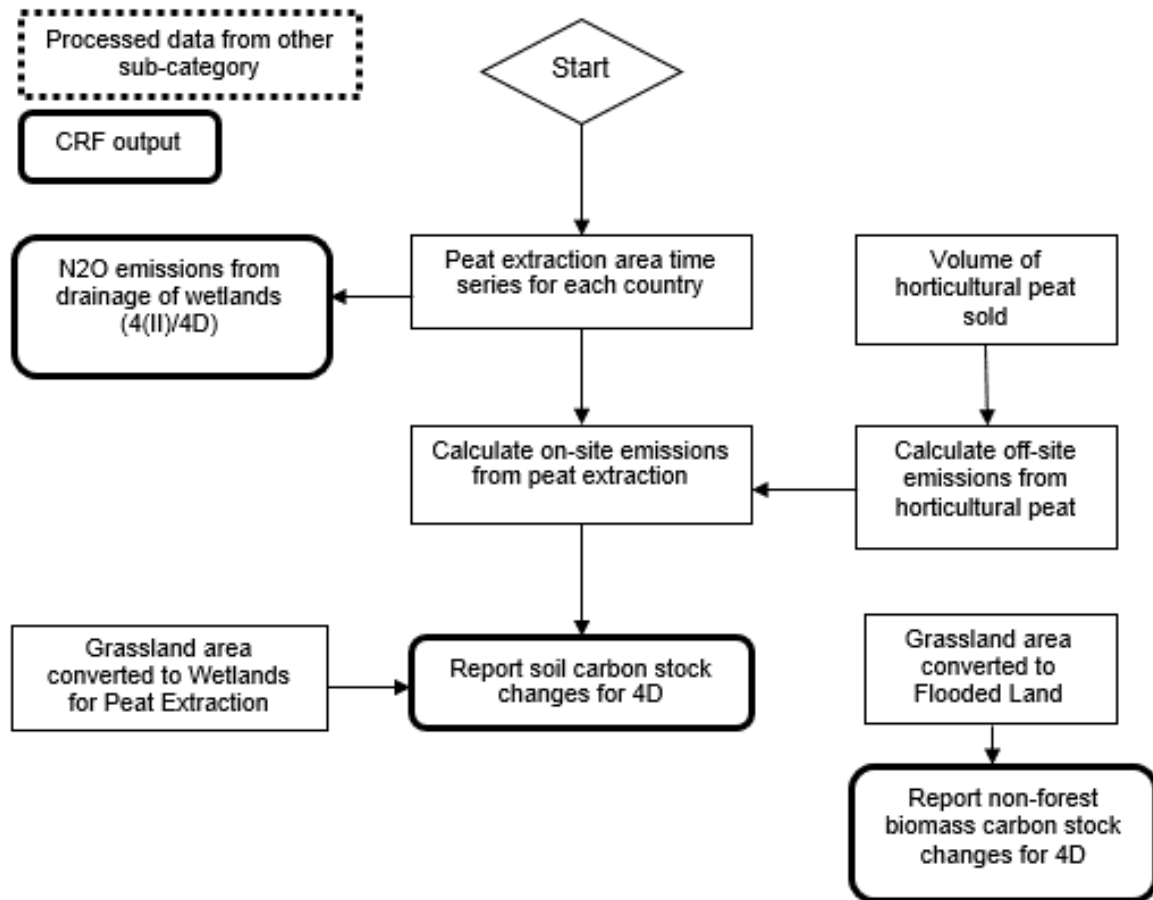 Processed data from other
sub-category
Start
CRF output
N2O emissions from
drainage of wetlands
(4(II)/4D)
Peat extraction area time
series for each country
Volume of
horticultural peat
sold
Calculate on-site emissions
from peat extraction
Calculate off-site
emissions from
horticultural peat
Grassland area
converted to Wetlands
for Peat Extraction
Report soil carbon stock
changes for 4D
Grassland area
converted to
Flooded Land
Report non-forest
biomass carbon stock
changes for 4D